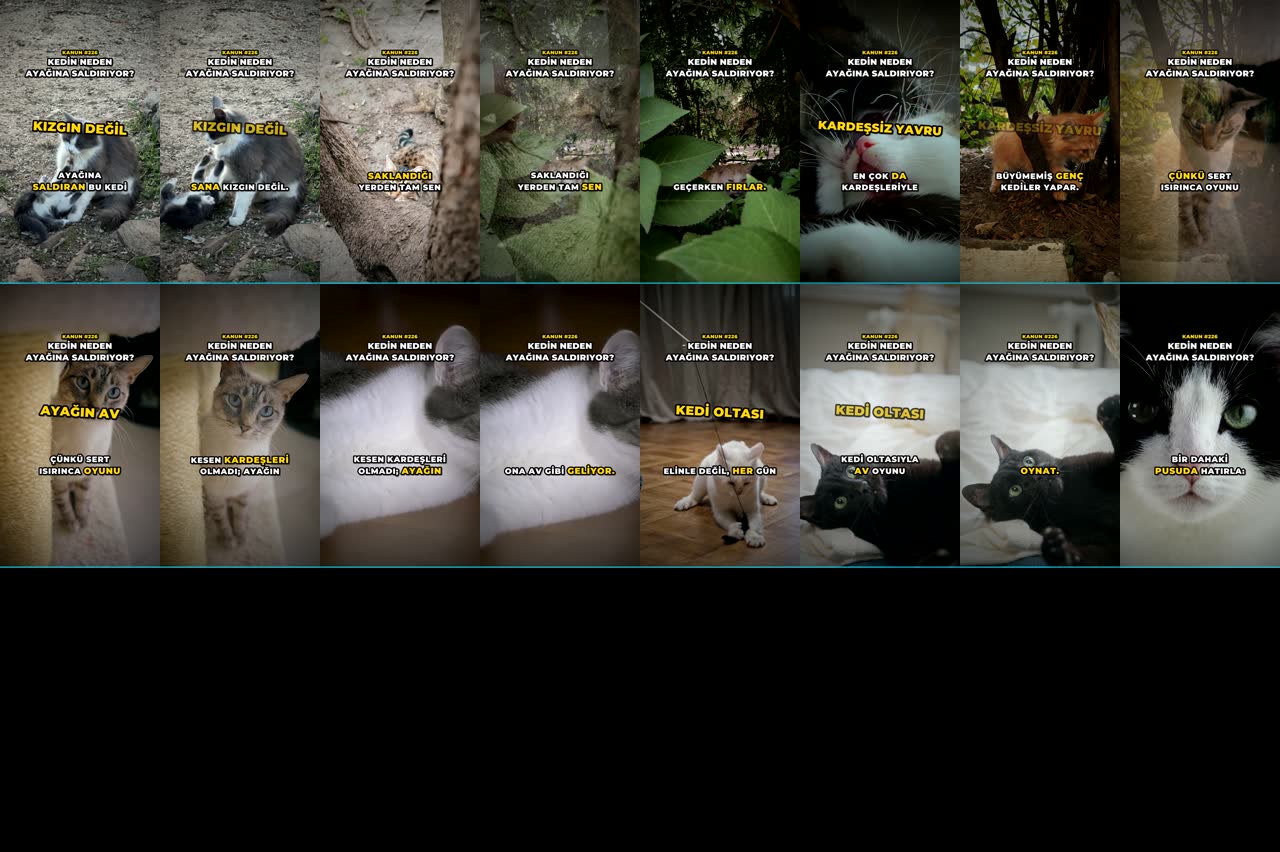 KANUN #226
KEDİN NEDEN
AYAĞINA SALDIRIYOR?
KIZGIN DEĞİL
AYAĞINA
SALDIRAN BU KEDİ
KANUN #226
KEDİN NEDEN
AYAĞINA SALDIRIYOR?
KIZGIN DEĞİL
SANA KIZGIN DEĞİL.
KANUN #226
KEDİN NEDEN
AYAĞINA SALDIRIYOR?
SAKLANDIĞI
YERDEN TAM SEN
KANUN #226
KEDİN NEDEN
AYAĞINA SALDIRIYOR?
SAKLANDIĞI
YERDEN TAM SEN
KANUN #226
KEDİN NEDEN
AYAĞINA SALDIRIYOR?
GEÇERKEN FIRLAR.
KANUN #226
KEDİN NEDEN
AYAĞINA SALDIRIYOR?
KARDEŞSİZ YAVRU
EN ÇOK DA
KARDEŞLERİYLE
KANUN #226
KEDİN NEDEN
AYAĞINA SALDIRIYOR?
KARDEŞSİZ YAVRU
BÜYÜMEMİŞ GENÇ
KEDİLER YAPAR.
KANUN #226
KEDİN NEDEN
AYAĞINA SALDIRIYOR?
ÇÜNKÜ SERT
ISIRINCA OYUNU
KANUN #226
KEDİN NEDEN
AYAĞINA SALDIRIYOR?
AYAĞIN AV
ÇÜNKÜ SERT
ISIRINCA OYUNU
KANUN #226
KEDİN NEDEN
AYAĞINA SALDIRIYOR?
KESEN KARDEŞLERİ
OLMADI; AYAĞIN
KANUN #226
KEDİN NEDEN
AYAĞINA SALDIRIYOR?
KESEN KARDEŞLERİ
OLMADI; AYAĞIN
KANUN #226
KEDİN NEDEN
AYAĞINA SALDIRIYOR?
ONA AV GİBİ GELİYOR.
KANUN #226
KEDİN NEDEN
AYAĞINA SALDIRIYOR?
KEDİ OLTASI
ELİNLE DEĞİL, HER GÜN
KANUN #226
KEDİN NEDEN
AYAĞINA SALDIRIYOR?
KEDİ OLTASI
KEDİ OLTASIYLA
AV OYUNU
KANUN #226
KEDİN NEDEN
AYAĞINA SALDIRIYOR?
OYNAT.
KANUN #226
KEDİN NEDEN
AYAĞINA SALDIRIYOR?
BİR DAHAKİ
PUSUDA HATIRLA: